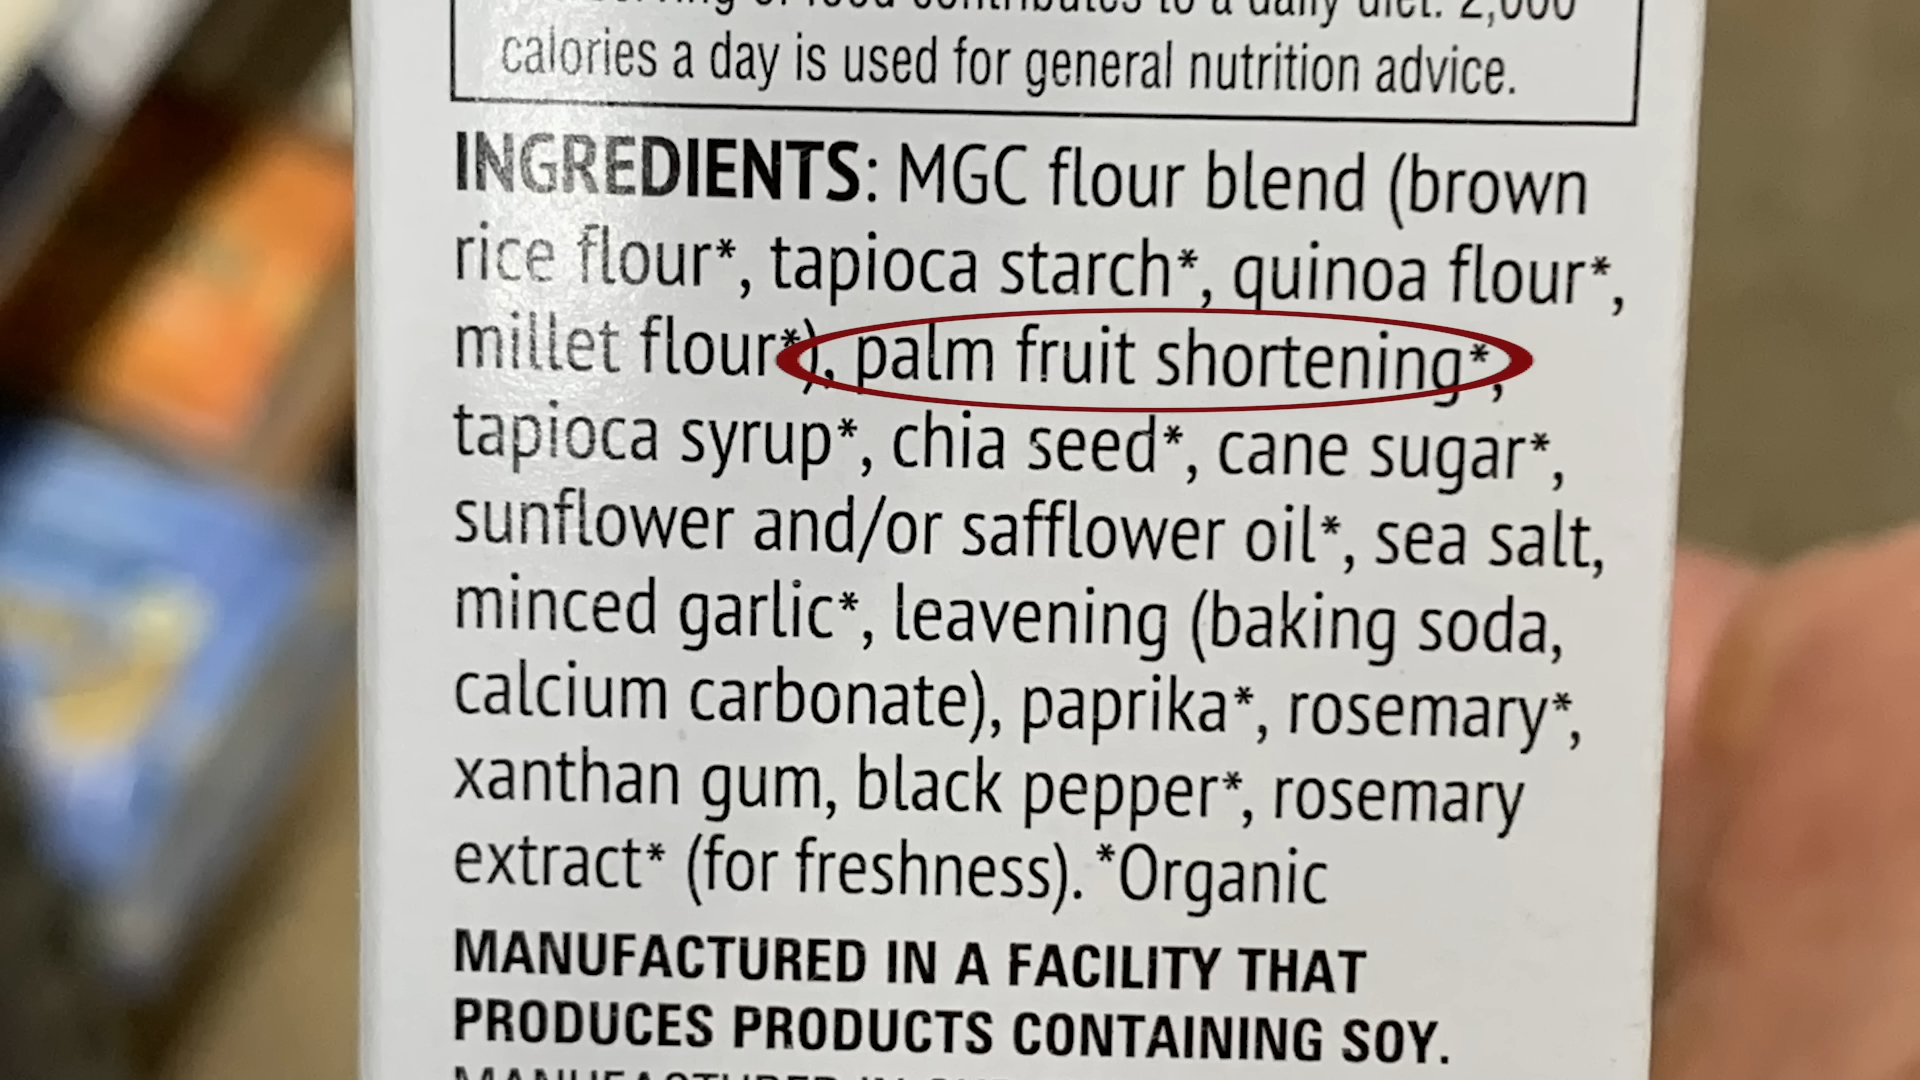 calories a day is used for general nutrition advice.
INGREDIENTS: MGC flour blend (brown
rice flour*, tapioca starch*, quinoa flour*,
millet flour*), palm fruit shortening*,
tapioca syrup*, chia seed*, cane sugar*,
sunflower and/or safflower oil*, sea salt,
minced garlic*, leavening (baking soda,
calcium carbonate), paprika*, rosemary*,
xanthan gum, black pepper*, rosemary
extract* (for freshness). *Organic
MANUFACTURED IN A FACILITY THAT
PRODUCES PRODUCTS CONTAINING SOY.